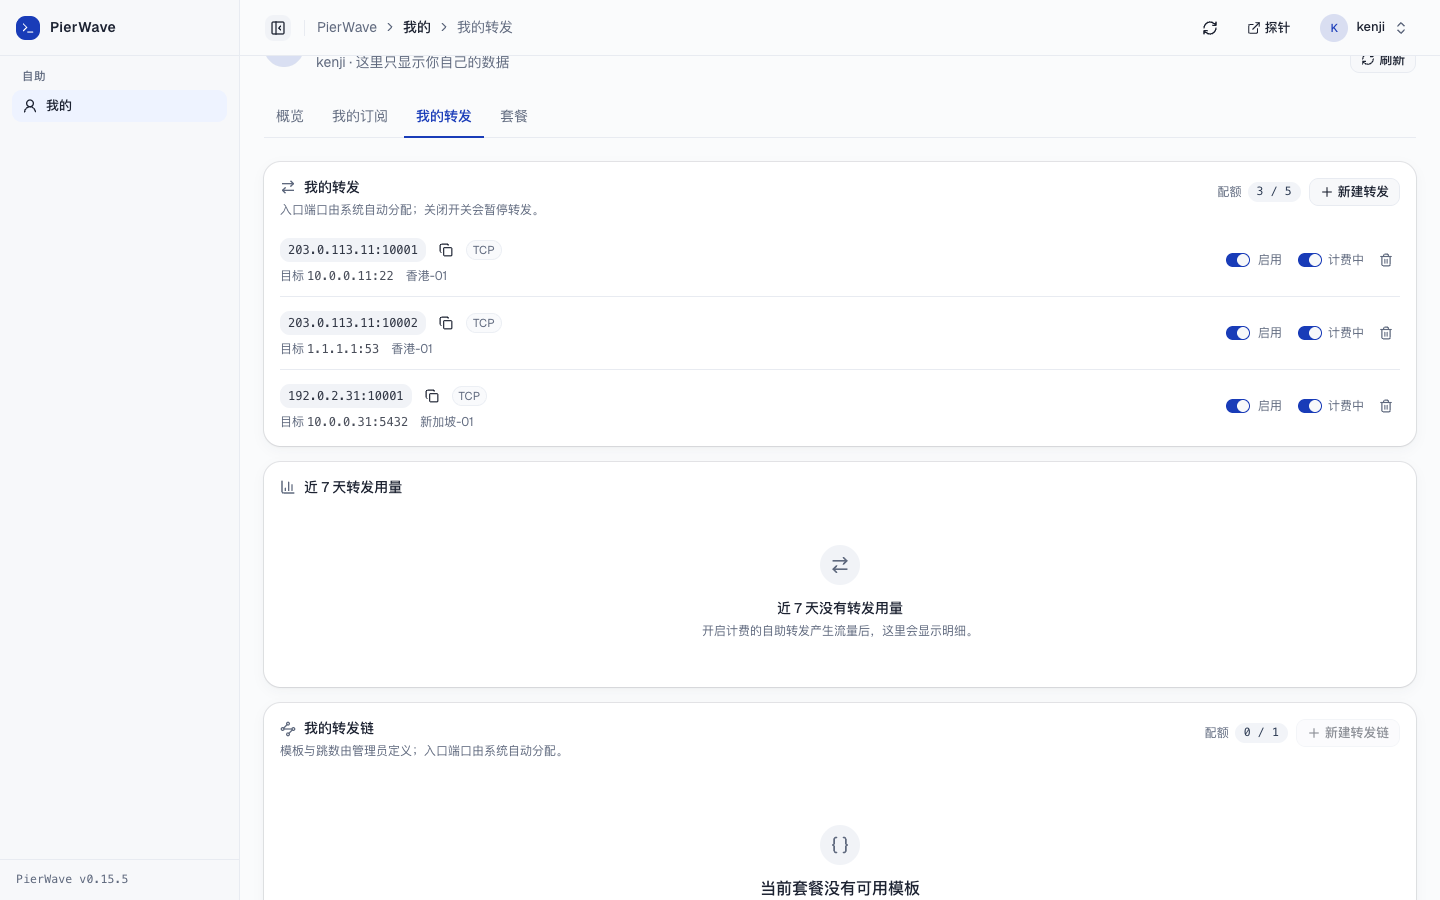 PierWave
PierWave > 我的 > 我的转发
探针
K
kenji
自助
我的
kenji · 这里只显示你自己的数据
刷新
概览
我的订阅
我的转发
套餐
我的转发
入口端口由系统自动分配；关闭开关会暂停转发。
配额 3 / 5
新建转发
203.0.113.11:10001 TCP
目标 10.0.0.11:22 香港-01
启用 计费中
203.0.113.11:10002 TCP
目标 1.1.1.1:53 香港-01
启用 计费中
192.0.2.31:10001 TCP
目标 10.0.0.31:5432 新加坡-01
启用 计费中
近 7 天转发用量
近 7 天没有转发用量
开启计费的自助转发产生流量后，这里会显示明细。
我的转发链
模板与跳数由管理员定义；入口端口由系统自动分配。
配额 0 / 1
新建转发链
当前套餐没有可用模板
PierWave v0.15.5